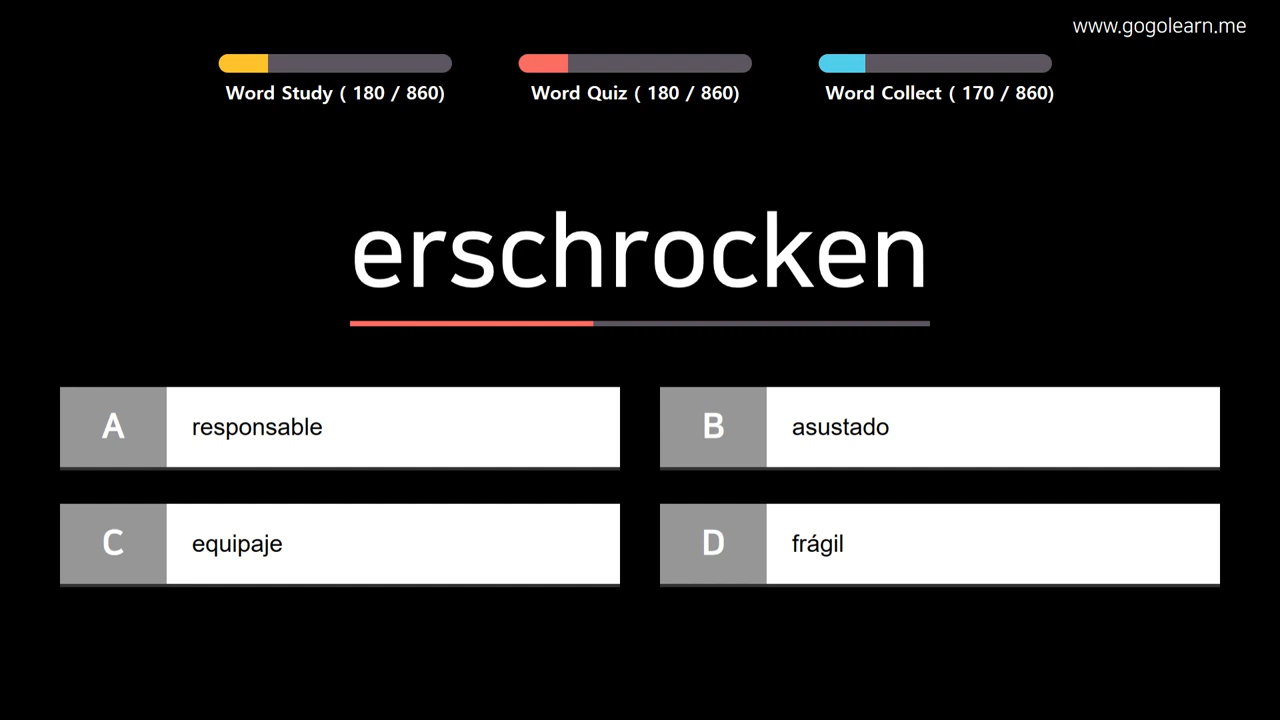 www.gogolearn.me
Word Study ( 180 / 860)
Word Quiz ( 180 / 860)
Word Collect ( 170 / 860)
erschrocken
A responsable
B asustado
C equipaje
D frágil